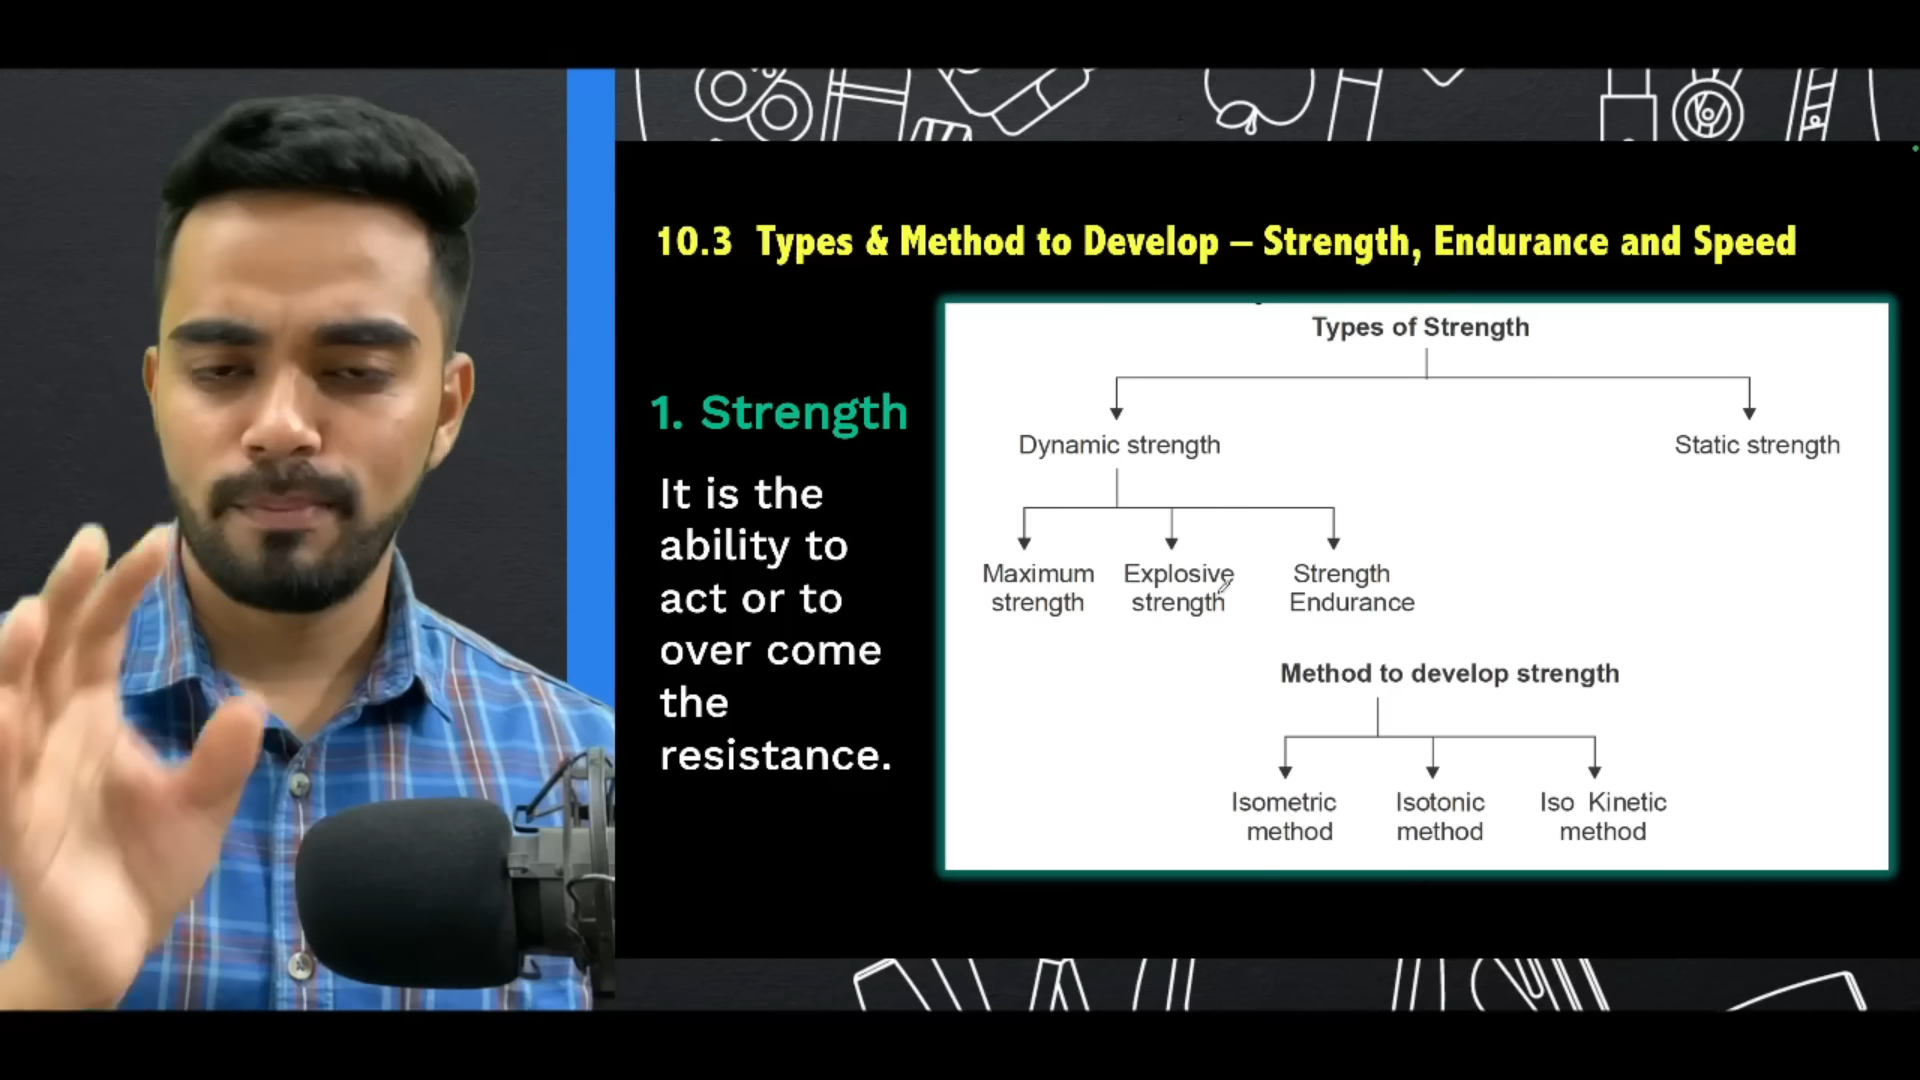 10.3 Types & Method to Develop – Strength, Endurance and Speed
1. Strength
It is the
ability to
act or to
over come
the
resistance.
Types of Strength
Dynamic strength
Static strength
Maximum
strength
Explosive
strength
Strength
Endurance
Method to develop strength
Isometric
method
Isotonic
method
Iso Kinetic
method